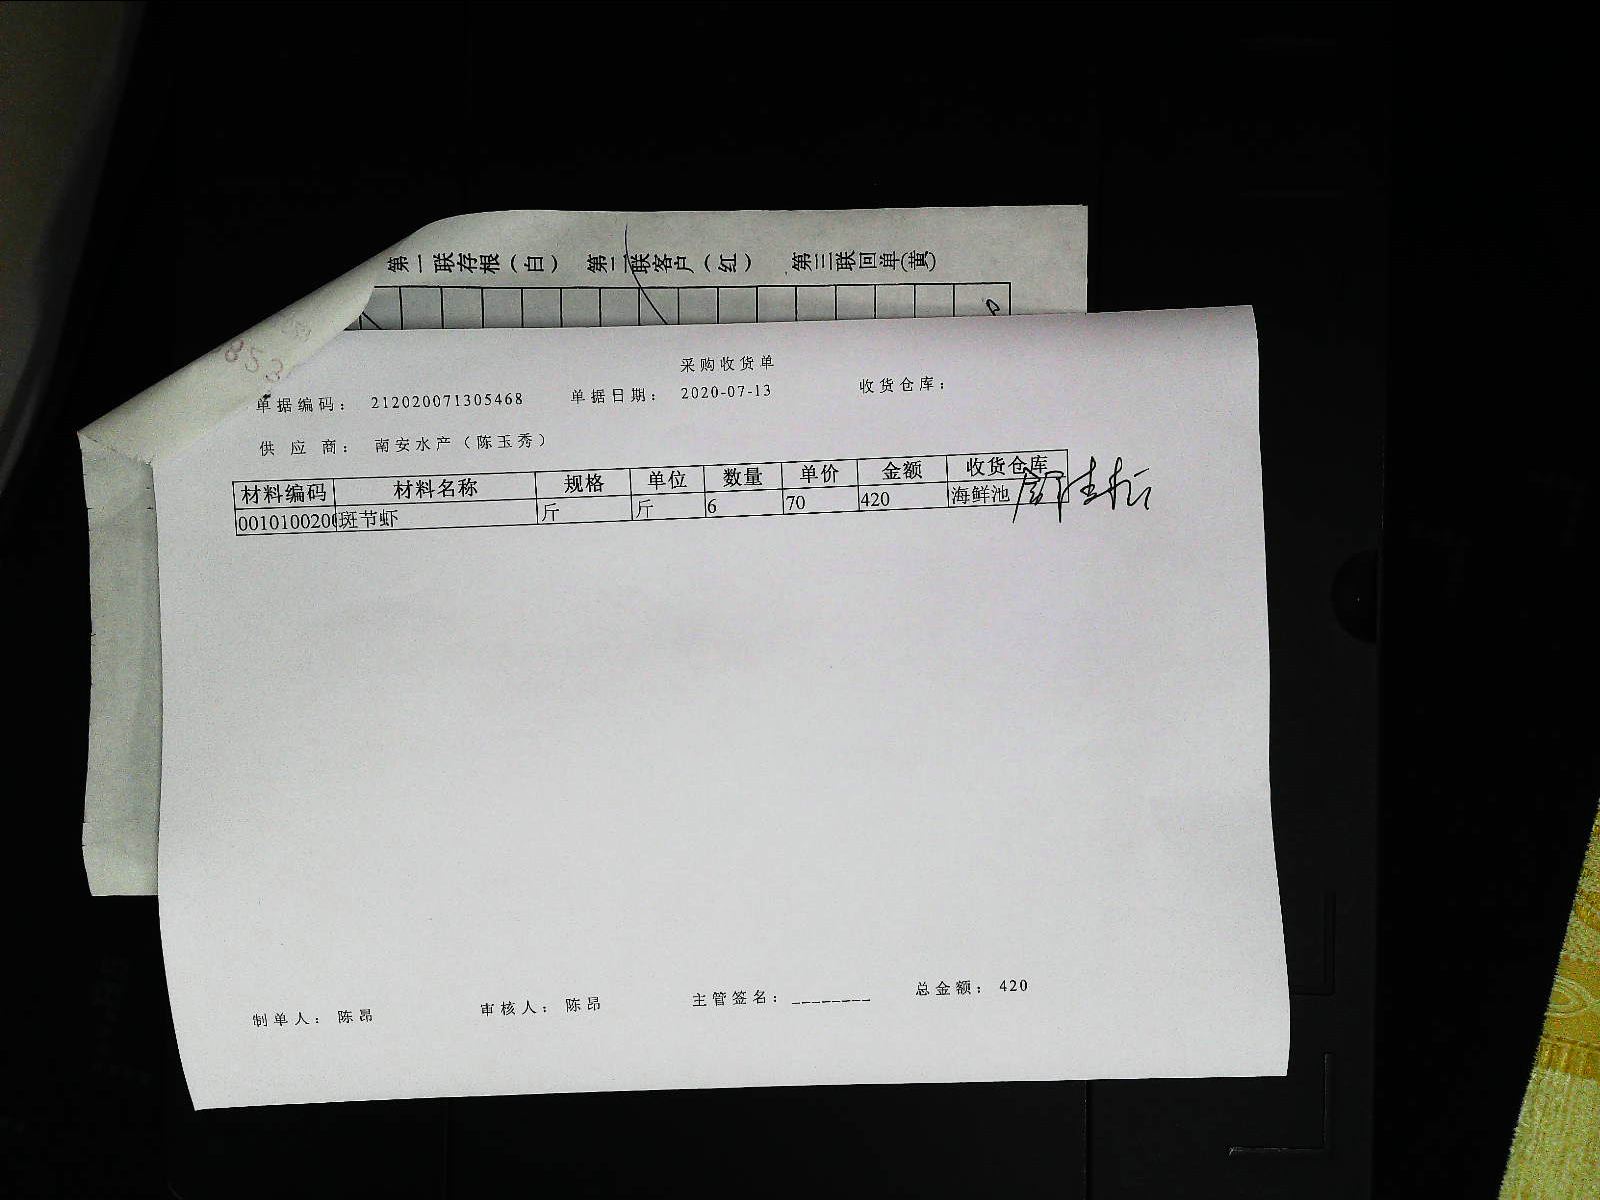 第一联存根（白） 第二联客户（红） 第三联回单(黄)
823
采购收货单
单据编码： 212020071305468 单据日期： 2020-07-13 收货仓库：
供应商： 南安水产（陈玉秀）
材料编码 材料名称 规格 单位 数量 单价 金额 收货仓库
0010100200 斑节虾 斤 斤 6 70 420 海鲜池
制单人： 陈昂 审核人： 陈昂 主管签名：________ 总金额： 420